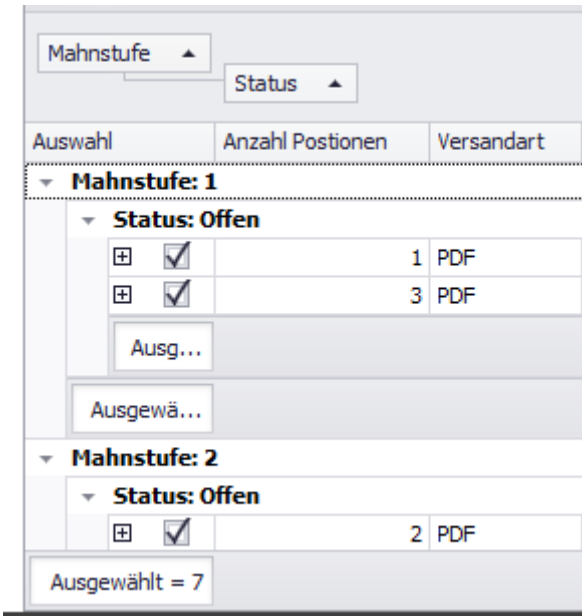 Mahnstufe
Status
Auswahl Anzahl Postionen Versandart
Mahnstufe: 1
Status: Offen
1 PDF
3 PDF
Ausg...
Ausgewä...
Mahnstufe: 2
Status: Offen
2 PDF
Ausgewählt = 7